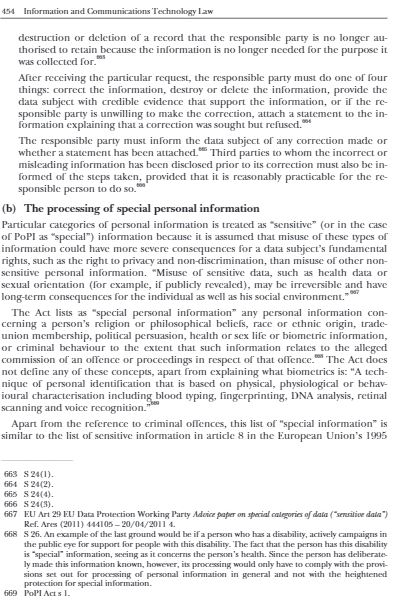 454 Information and Communications Technology Law
destruction or deletion of a record that the responsible party is no longer au-
thorised to retain because the information is no longer needed for the purpose it
was collected for.663
After receiving the particular request, the responsible party must do one of four
things: correct the information, destroy or delete the information, provide the
data subject with credible evidence that support the information, or if the re-
sponsible party is unwilling to make the correction, attach a statement to the in-
formation explaining that a correction was sought but refused.664
The responsible party must inform the data subject of any correction made or
whether a statement has been attached.665 Third parties to whom the incorrect or
misleading information has been disclosed prior to its correction must also be in-
formed of the steps taken, provided that it is reasonably practicable for the re-
sponsible person to do so.666
(b) The processing of special personal information
Particular categories of personal information is treated as “sensitive” (or in the case
of PoPI as “special”) information because it is assumed that misuse of these types of
information could have more severe consequences for a data subject’s fundamental
rights, such as the right to privacy and non-discrimination, than misuse of other non-
sensitive personal information. “Misuse of sensitive data, such as health data or
sexual orientation (for example, if publicly revealed), may be irreversible and have
long-term consequences for the individual as well as his social environment.”667
The Act lists as “special personal information” any personal information con-
cerning a person’s religion or philosophical beliefs, race or ethnic origin, trade-
union membership, political persuasion, health or sex life or biometric information,
or criminal behaviour to the extent that such information relates to the alleged
commission of an offence or proceedings in respect of that offence.668 The Act does
not define any of these concepts, apart from explaining what biometrics is: “A tech-
nique of personal identification that is based on physical, physiological or behav-
ioural characterisation including blood typing, fingerprinting, DNA analysis, retinal
scanning and voice recognition.”669
Apart from the reference to criminal offences, this list of “special information” is
similar to the list of sensitive information in article 8 in the European Union’s 1995
663 S 24(1).
664 S 24(2).
665 S 24(4).
666 S 24(3).
667 EU Art 29 EU Data Protection Working Party Advice paper on special categories of data (“sensitive data”)
Ref. Ares (2011) 444105 – 20/04/2011 4.
668 S 26. An example of the last ground would be if a person who has a disability, actively campaigns in
the public eye for support for people with this disability. The fact that the person has this disability
is “special” information, seeing as it concerns the person’s health. Since the person has deliberate-
ly made this information known, however, its processing would only have to comply with the provi-
sions set out for processing of personal information in general and not with the heightened
protection for special information.
669 PoPI Act s 1.